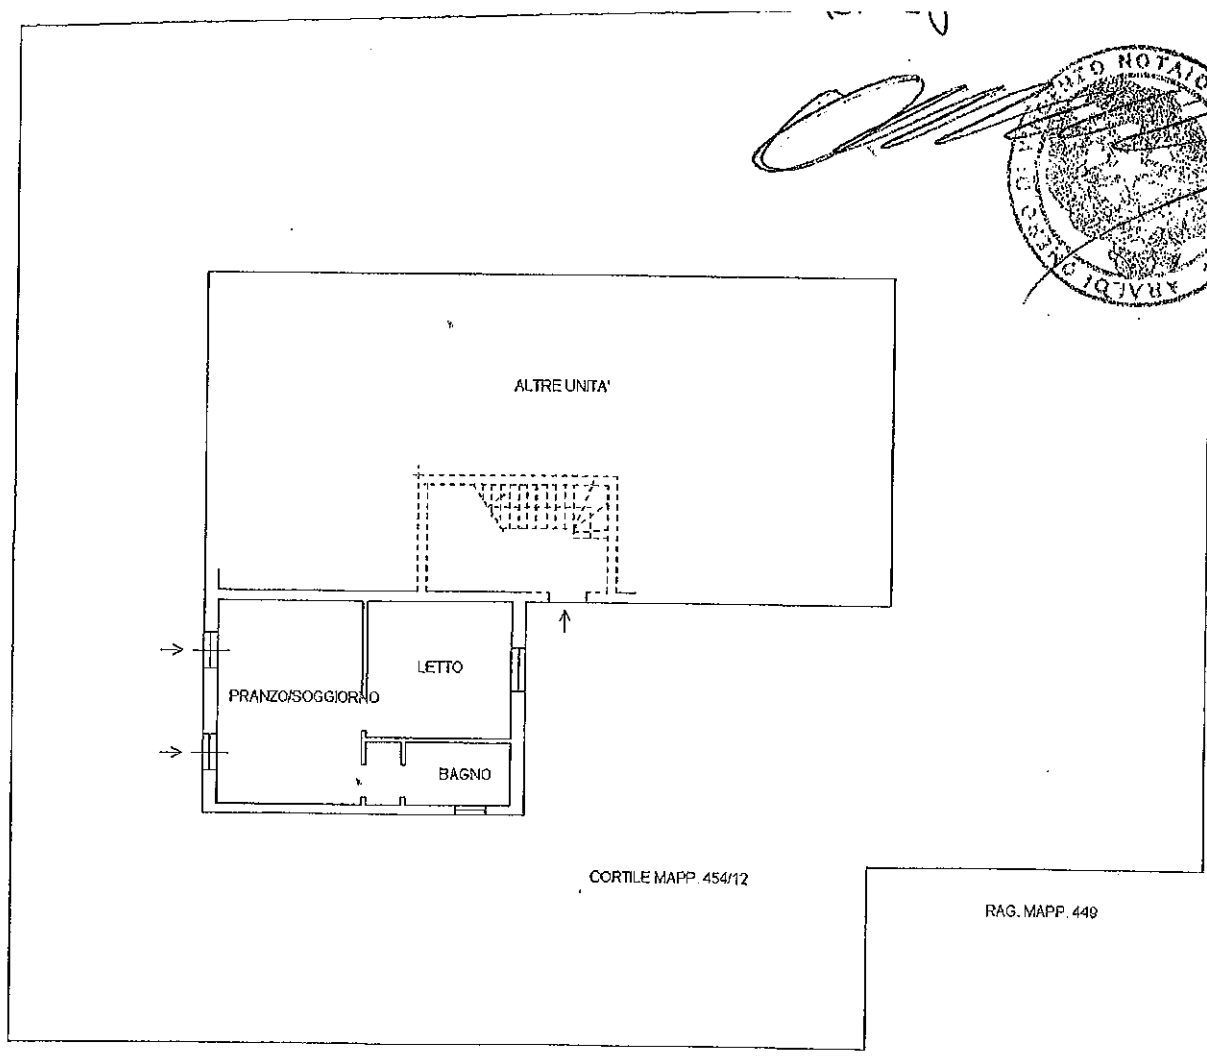 NOTAIO
ALTRE UNITA'
LETTO
PRANZO/SOGGIORNO
BAGNO
CORTILE MAPP. 454/12
RAG. MAPP. 449